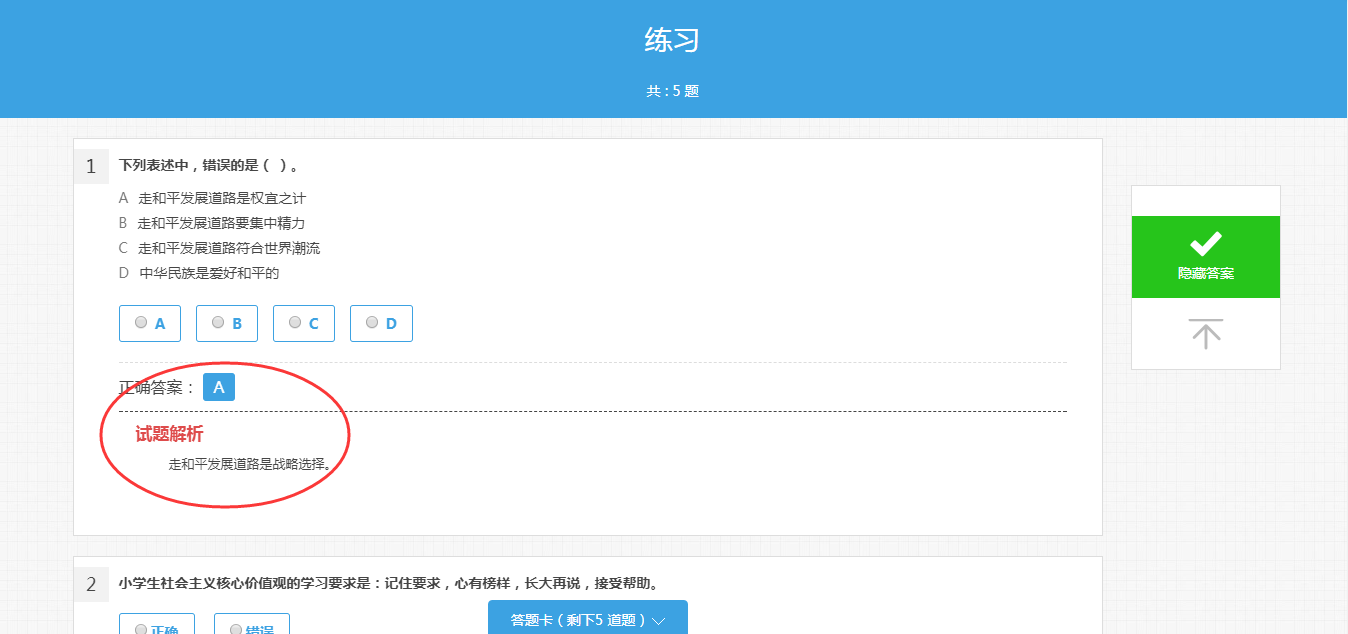 练习
共 : 5 题
1 下列表述中，错误的是（ ）。
A 走和平发展道路是权宜之计
B 走和平发展道路要集中精力
C 走和平发展道路符合世界潮流
D 中华民族是爱好和平的
A B C D
正确答案： A
试题解析
走和平发展道路是战略选择。
隐藏答案
2 小学生社会主义核心价值观的学习要求是：记住要求，心有榜样，长大再说，接受帮助。
正确 错误
答题卡（剩下5 道题）